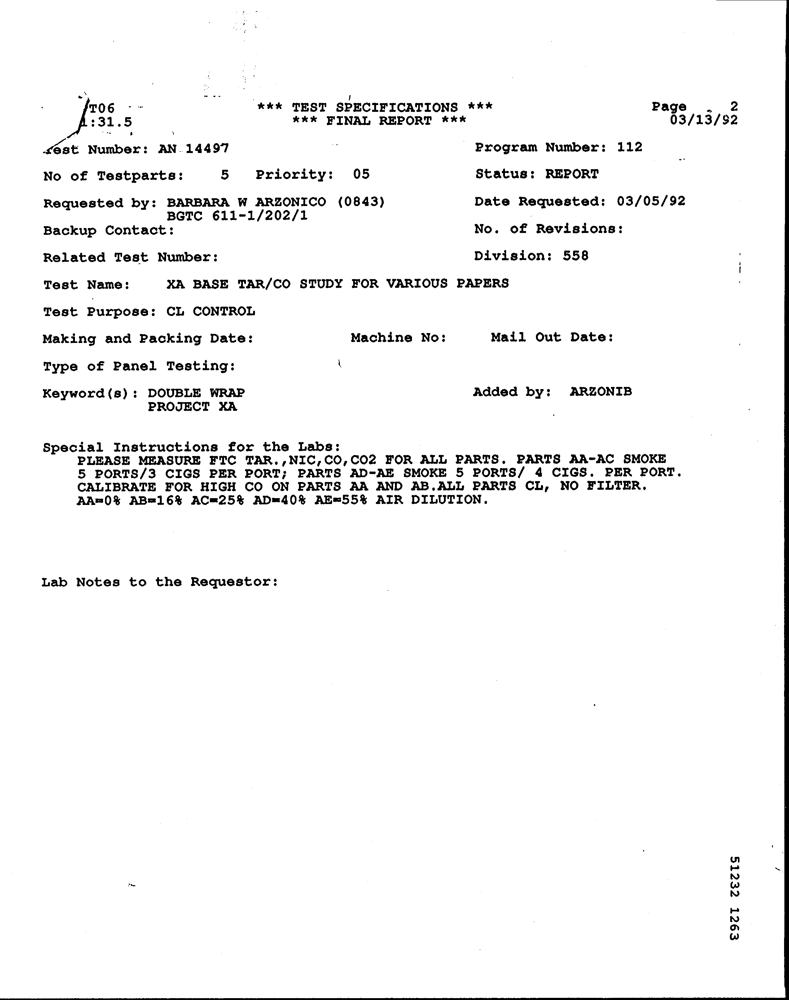 T06 *** TEST SPECIFICATIONS *** Page 2
:31.5 *** FINAL REPORT *** 03/13/92
Test Number: AN 14497 Program Number: 112
No of Testparts: 5 Priority: 05 Status: REPORT
Requested by: BARBARA W ARZONICO (0843) Date Requested: 03/05/92
BGTC 611-1/202/1
Backup Contact: No. of Revisions:
Related Test Number: Division: 558
Test Name: XA BASE TAR/CO STUDY FOR VARIOUS PAPERS
Test Purpose: CL CONTROL
Making and Packing Date: Machine No: Mail Out Date:
Type of Panel Testing:
Keyword(s): DOUBLE WRAP Added by: ARZONIB
PROJECT XA
Special Instructions for the Labs:
PLEASE MEASURE FTC TAR.,NIC,CO,CO2 FOR ALL PARTS. PARTS AA-AC SMOKE
5 PORTS/3 CIGS PER PORT; PARTS AD-AE SMOKE 5 PORTS/ 4 CIGS. PER PORT.
CALIBRATE FOR HIGH CO ON PARTS AA AND AB.ALL PARTS CL, NO FILTER.
AA=0% AB=16% AC=25% AD=40% AE=55% AIR DILUTION.
Lab Notes to the Requestor:
51232 1263